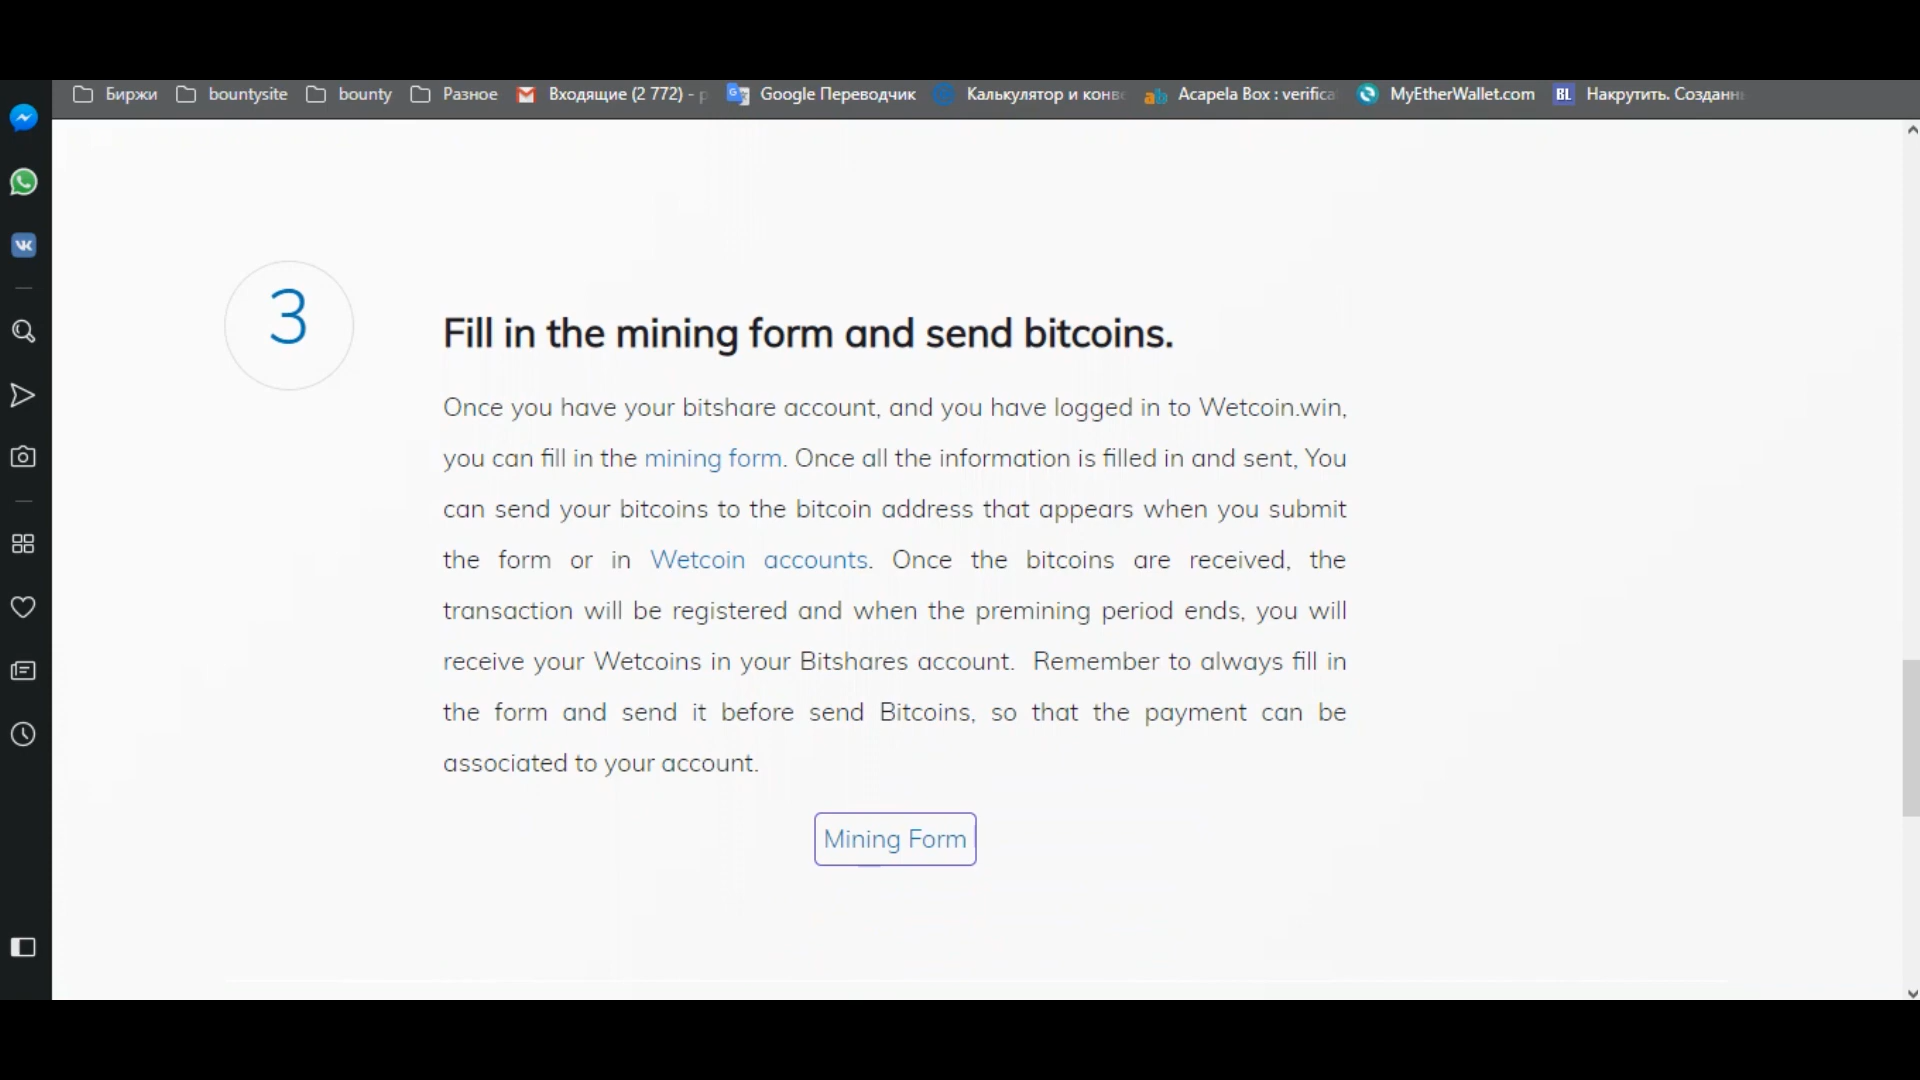 Биржи bountysite bounty Разное Входящие (2 772) - Google Переводчик Калькулятор и Acapela Box : MyEtherWallet.com BL Накрутить.
3
Fill in the mining form and send bitcoins.
Once you have your bitshare account, and you have logged in to Wetcoin.win,
you can fill in the mining form. Once all the information is filled in and sent, You
can send your bitcoins to the bitcoin address that appears when you submit
the form or in Wetcoin accounts. Once the bitcoins are received, the
transaction will be registered and when the premining period ends, you will
receive your Wetcoins in your Bitshares account. Remember to always fill in
the form and send it before send Bitcoins, so that the payment can be
associated to your account.
Mining Form